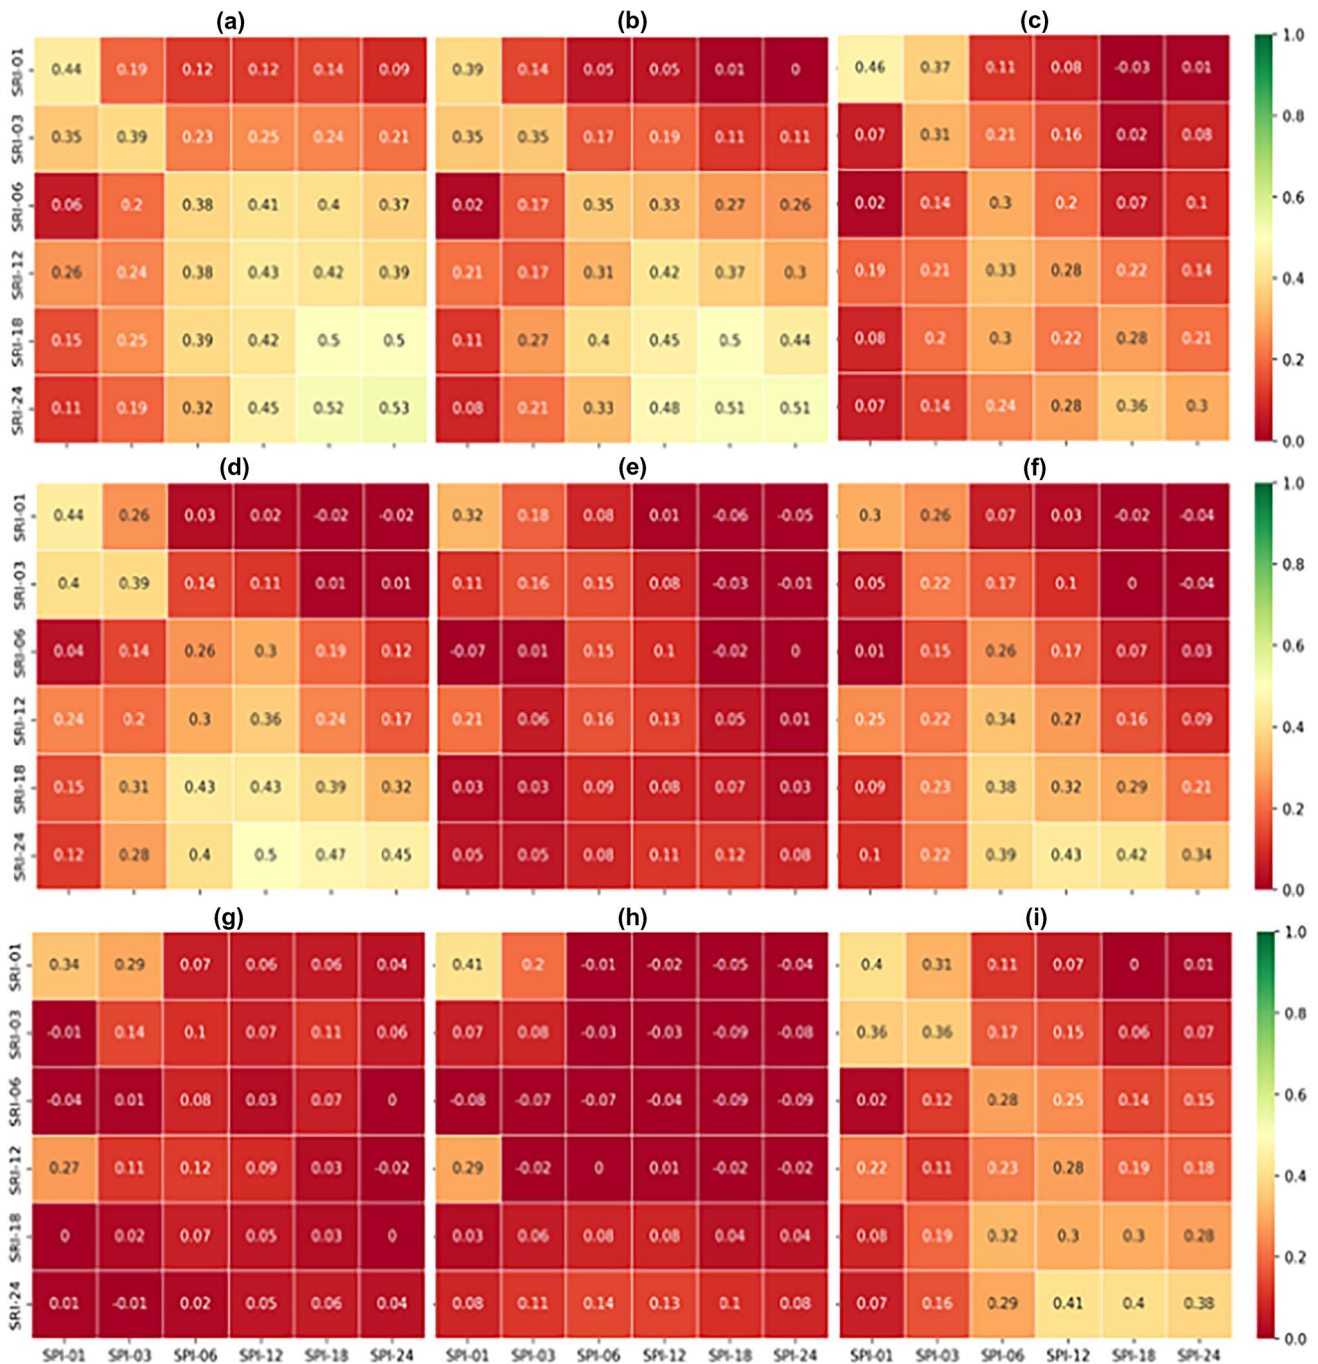 (a) (b) (c)
SRI-01 0.44 0.19 0.12 0.12 0.14 0.09 0.39 0.14 0.05 0.05 0.01 0 0.46 0.37 0.11 0.08 -0.03 0.01 1.0
SRI-03 0.35 0.39 0.23 0.25 0.24 0.21 0.35 0.35 0.17 0.19 0.11 0.11 0.07 0.31 0.21 0.16 0.02 0.08 0.8
SRI-06 0.06 0.2 0.38 0.41 0.4 0.37 0.02 0.17 0.35 0.33 0.27 0.26 0.02 0.14 0.3 0.2 0.07 0.1 0.6
SRI-12 0.26 0.24 0.38 0.43 0.42 0.39 0.21 0.17 0.31 0.42 0.37 0.3 0.19 0.21 0.33 0.28 0.22 0.14 0.4
SRI-18 0.15 0.25 0.39 0.42 0.5 0.5 0.11 0.27 0.4 0.45 0.5 0.44 0.08 0.2 0.3 0.22 0.28 0.21 0.2
SRI-24 0.11 0.19 0.32 0.45 0.52 0.53 0.08 0.21 0.33 0.48 0.51 0.51 0.07 0.14 0.24 0.28 0.36 0.3 0.0
(d) (e) (f)
SRI-01 0.44 0.26 0.03 0.02 -0.02 -0.02 0.32 0.18 0.08 0.01 -0.06 -0.05 0.3 0.26 0.07 0.03 -0.02 -0.04 1.0
SRI-03 0.4 0.39 0.14 0.11 0.01 0.01 0.11 0.16 0.15 0.08 -0.03 -0.01 0.05 0.22 0.17 0.1 0 -0.04 0.8
SRI-06 0.04 0.14 0.26 0.3 0.19 0.12 -0.07 0.01 0.15 0.1 -0.02 0 0.01 0.15 0.26 0.17 0.07 0.03 0.6
SRI-12 0.24 0.2 0.3 0.36 0.24 0.17 0.21 0.06 0.16 0.13 0.05 0.01 0.25 0.22 0.34 0.27 0.16 0.09 0.4
SRI-18 0.15 0.31 0.43 0.43 0.39 0.32 0.03 0.03 0.09 0.08 0.07 0.03 0.09 0.23 0.38 0.32 0.29 0.21 0.2
SRI-24 0.12 0.28 0.4 0.5 0.47 0.45 0.05 0.05 0.08 0.11 0.12 0.08 0.1 0.22 0.39 0.43 0.42 0.34 0.0
(g) (h) (i)
SRI-01 0.34 0.29 0.07 0.06 0.06 0.04 0.41 0.2 -0.01 -0.02 -0.05 -0.04 0.4 0.31 0.11 0.07 0 0.01 1.0
SRI-03 -0.01 0.14 0.1 0.07 0.11 0.06 0.07 0.08 -0.03 -0.03 -0.09 -0.08 0.36 0.36 0.17 0.15 0.06 0.07 0.8
SRI-06 -0.04 0.01 0.08 0.03 0.07 0 -0.08 -0.07 -0.07 -0.04 -0.09 -0.09 0.02 0.12 0.28 0.25 0.14 0.15 0.6
SRI-12 0.27 0.11 0.12 0.09 0.03 -0.02 0.29 -0.02 0 0.01 -0.02 -0.02 0.22 0.11 0.23 0.28 0.19 0.18 0.4
SRI-18 0 0.02 0.07 0.05 0.03 0 0.03 0.06 0.08 0.08 0.04 0.04 0.08 0.19 0.32 0.3 0.3 0.28 0.2
SRI-24 0.01 -0.01 0.02 0.05 0.06 0.04 0.08 0.11 0.14 0.13 0.1 0.08 0.07 0.16 0.29 0.41 0.4 0.38 0.0
SPI-01 SPI-03 SPI-06 SPI-12 SPI-18 SPI-24 SPI-01 SPI-03 SPI-06 SPI-12 SPI-18 SPI-24 SPI-01 SPI-03 SPI-06 SPI-12 SPI-18 SPI-24